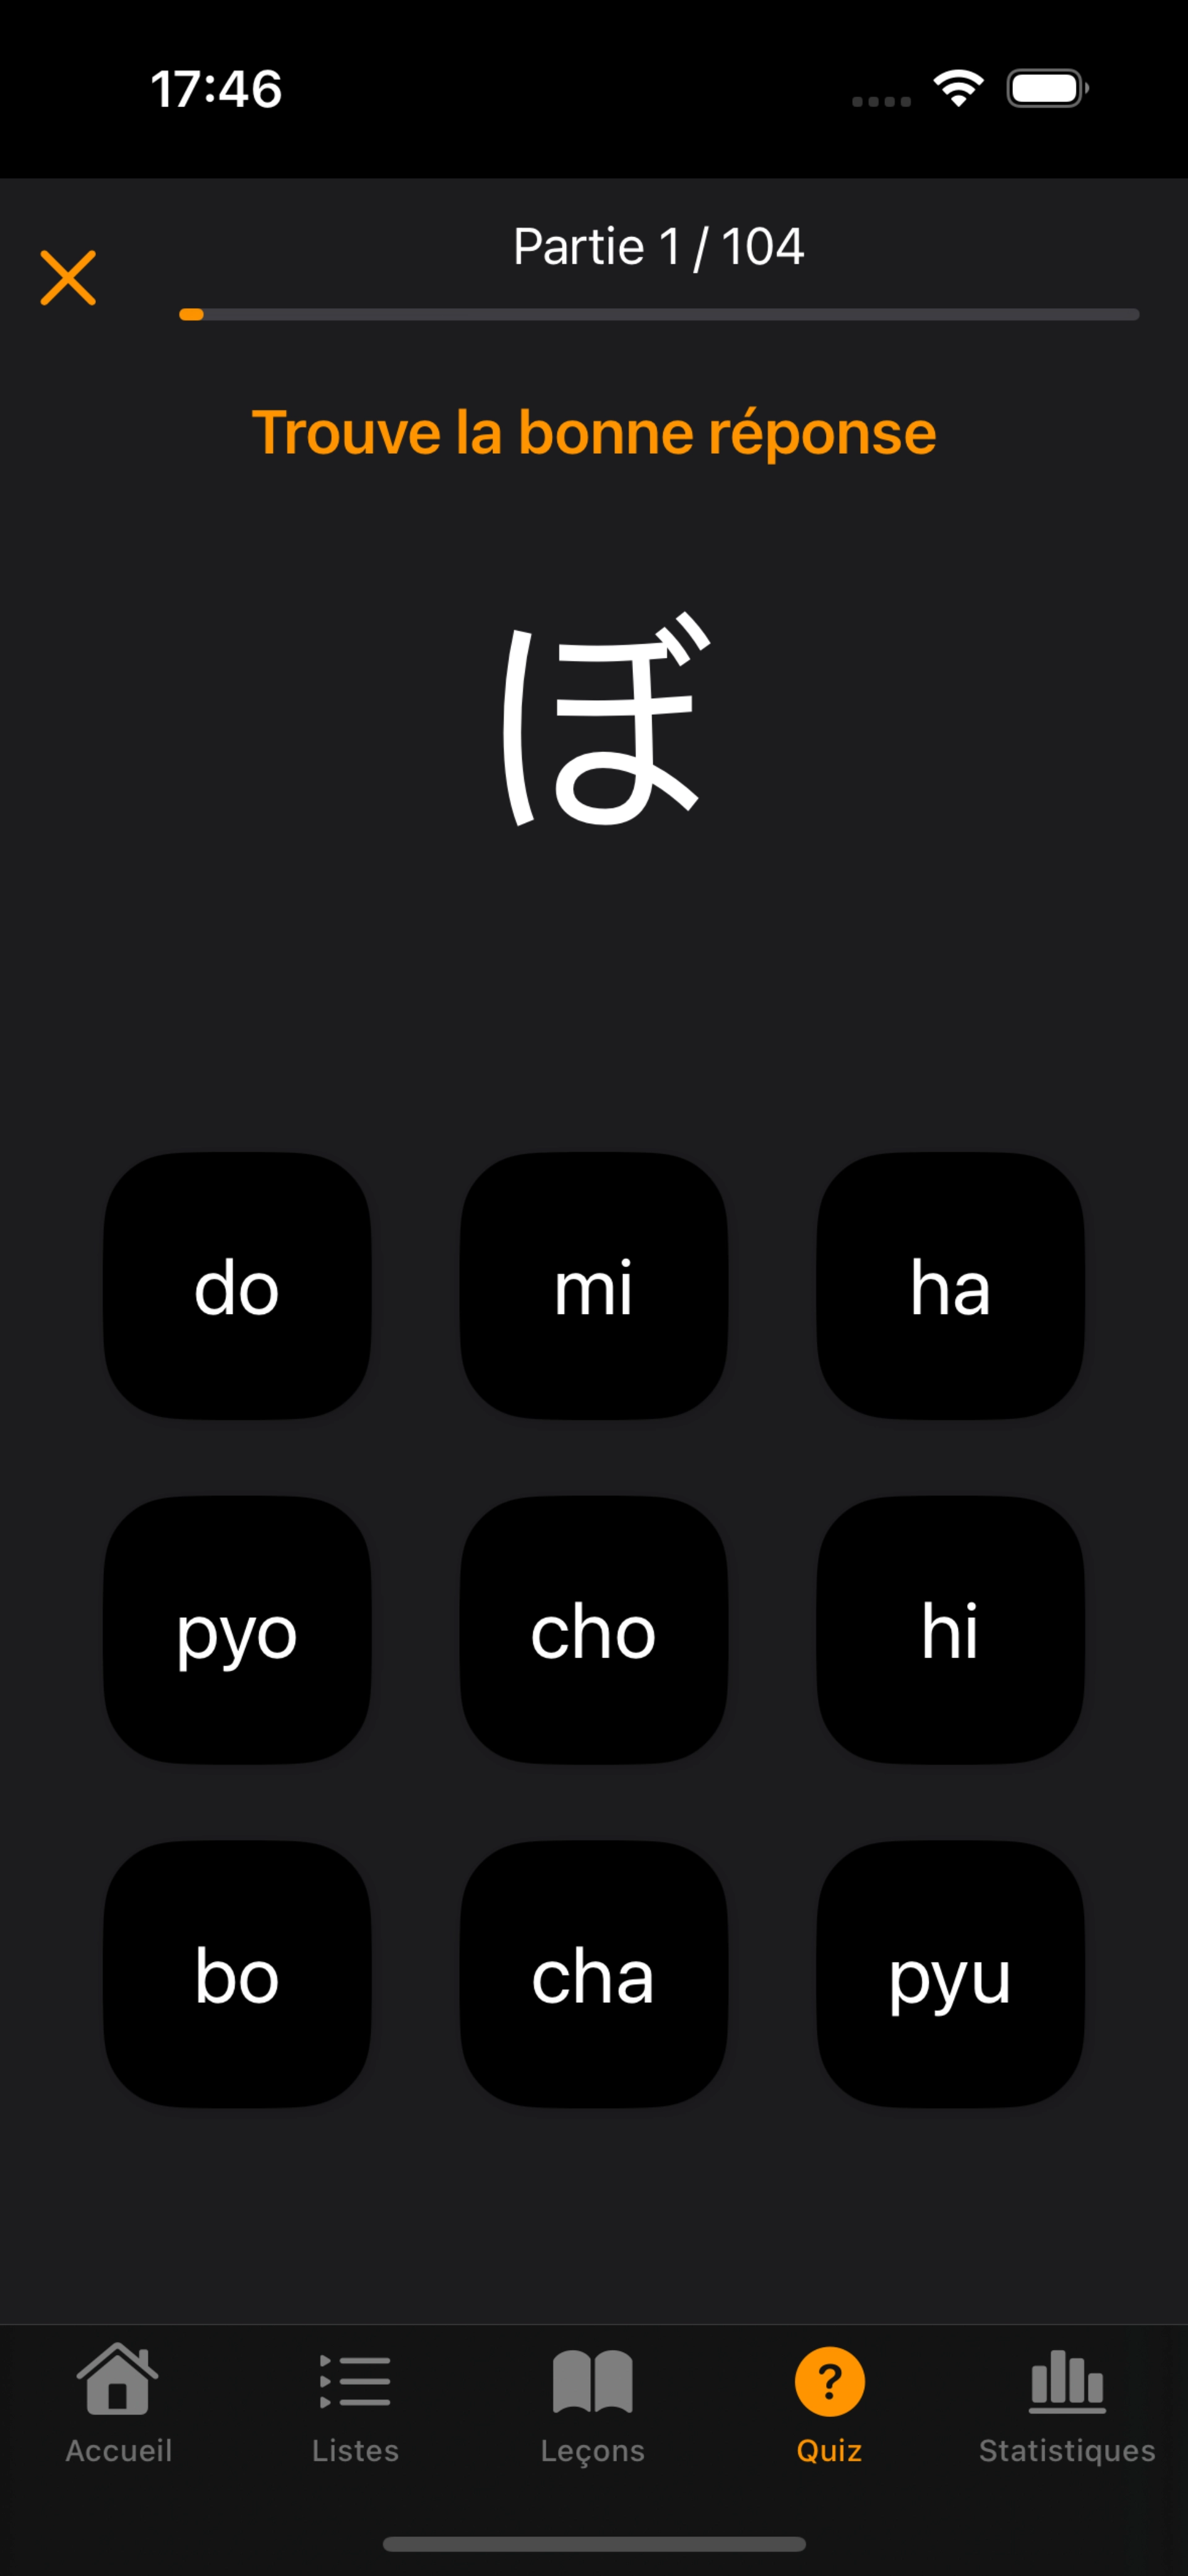 17:46
Partie 1 / 104
Trouve la bonne réponse
ぼ
do mi ha
pyo cho hi
bo cha pyu
Accueil Listes Leçons Quiz Statistiques